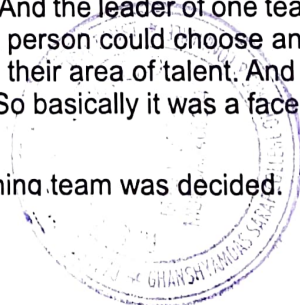 And the leader of one tea
person could choose an
their area of talent. And
So basically it was a face
ning team was decided.
GHANSHYAMDAS SARAF